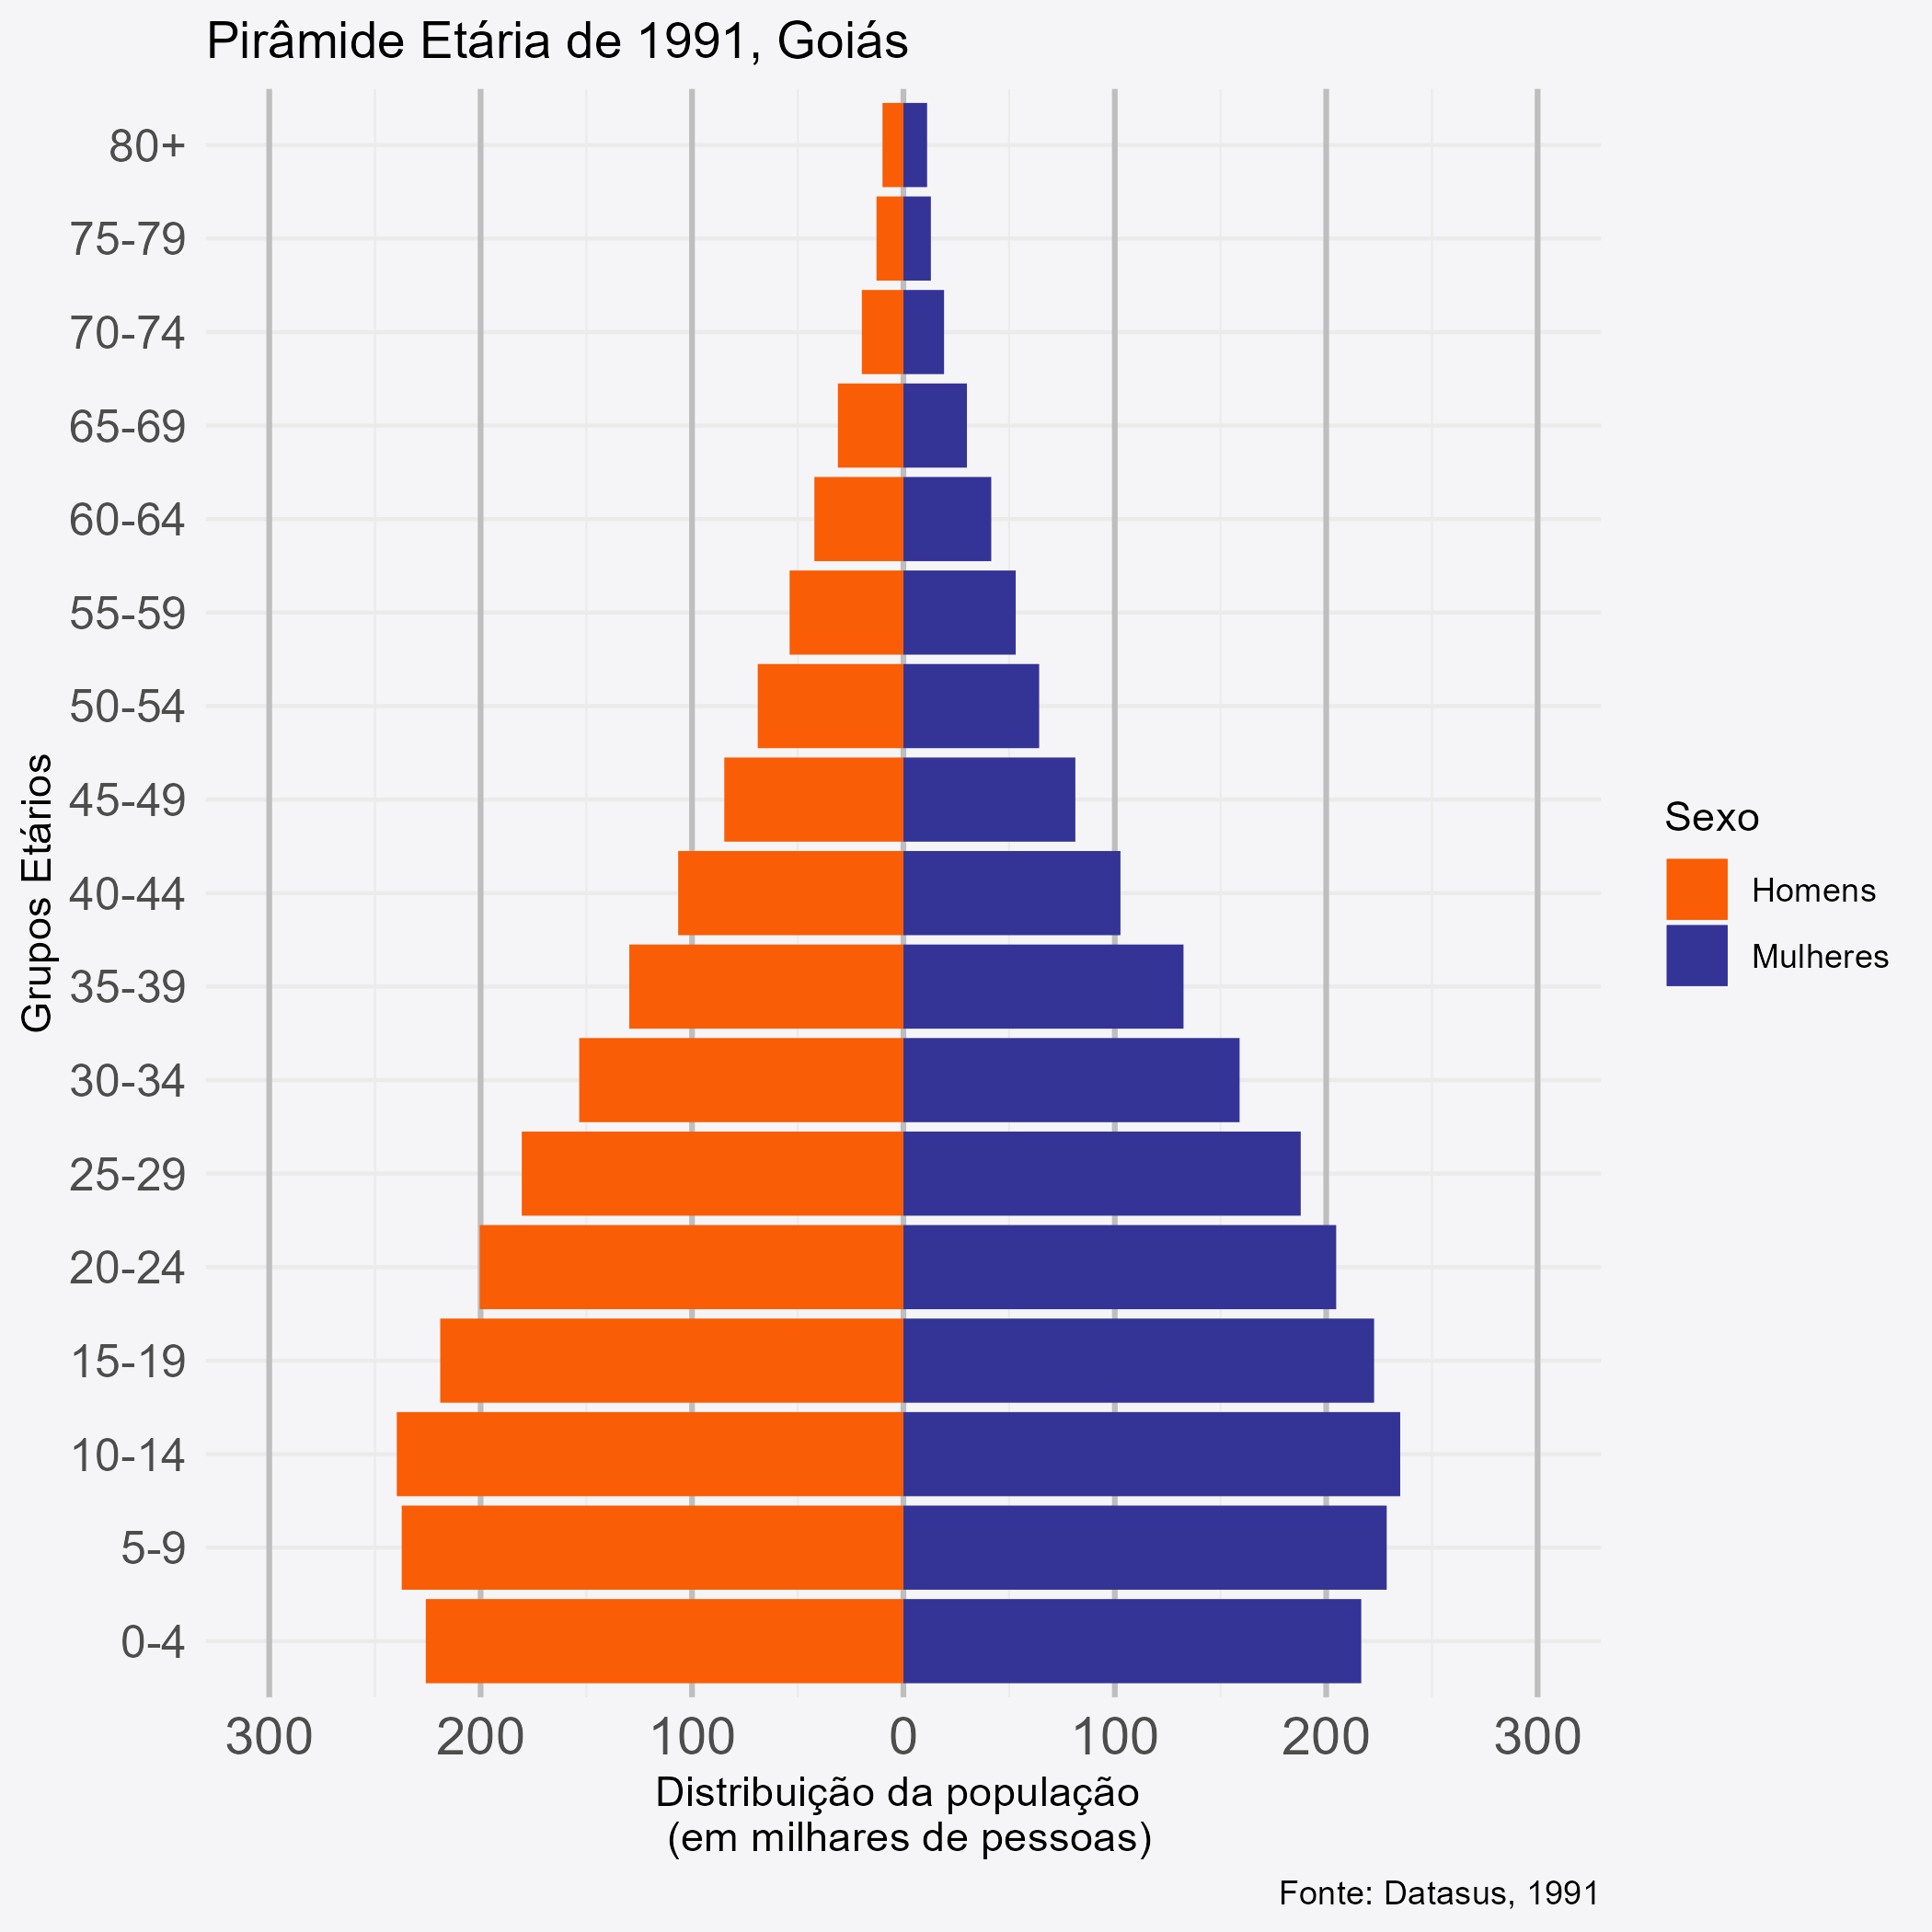 Pirâmide Etária de 1991, Goiás
80+
75-79
70-74
65-69
60-64
55-59
50-54
45-49
40-44
35-39
30-34
25-29
20-24
15-19
10-14
5-9
0-4
Grupos Etários
300 200 100 0 100 200 300
Distribuição da população
(em milhares de pessoas)
Sexo
Homens
Mulheres
Fonte: Datasus, 1991